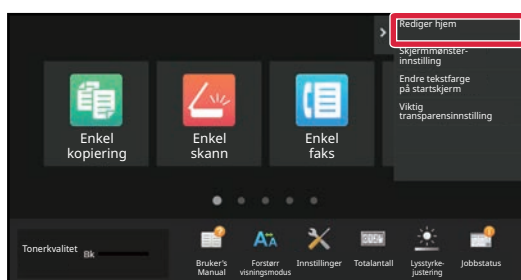 Rediger hjem
Skjermmønster-
innstilling
Endre tekstfarge
på startskjerm
Viktig
transparensinnstilling
Enkel
kopiering
Enkel
skann
Enkel
faks
Tonerkvalitet
Bk
Bruker's
Manual
Forstørr
visningsmodus
Innstillinger
Totalantall
Lysstyrke-
justering
Jobbstatus